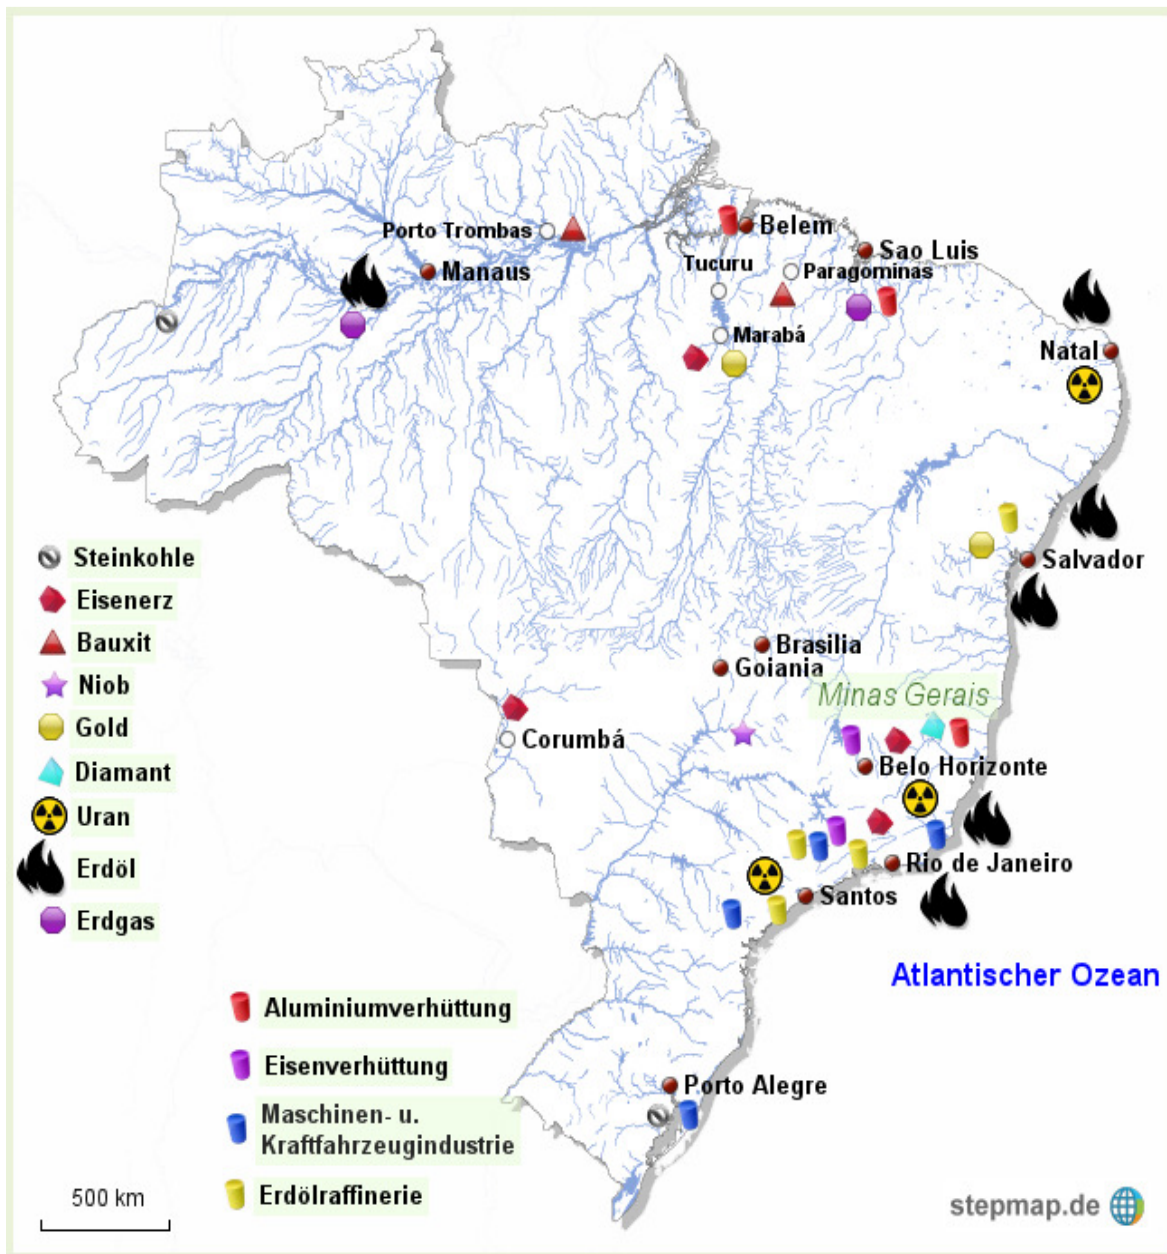 Porto Trombas
Belem
Sao Luis
Manaus
Tucuru
Paragominas
Marabá
Natal
Salvador
Steinkohle
Eisenerz
Bauxit
Niob
Gold
Diamant
Uran
Erdöl
Erdgas
Brasilia
Goiania
Minas Gerais
Corumbá
Belo Horizonte
Rio de Janeiro
Santos
Atlantischer Ozean
Aluminiumverhüttung
Eisenverhüttung
Maschinen- u.
Kraftfahrzeugindustrie
Erdölraffinerie
Porto Alegre
500 km
stepmap.de